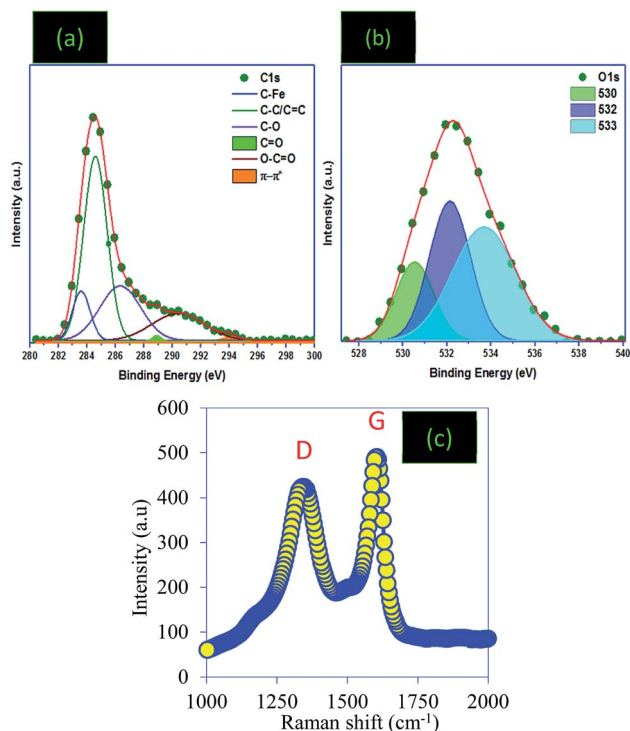 (a)
C1s
C-Fe
C-C/C=C
C-O
C=O
O-C=O
π–π*
Intensity (a.u.)
280 282 284 286 288 290 292 294 296 298 300
Binding Energy (eV)
(b)
O1s
530
532
533
Intensity (a.u.)
530 532 534 536 538 540
Binding Energy (eV)
(c)
D
G
Intensity (a.u)
600
500
400
300
200
100
0
1000 1250 1500 1750 2000
Raman shift (cm⁻¹)